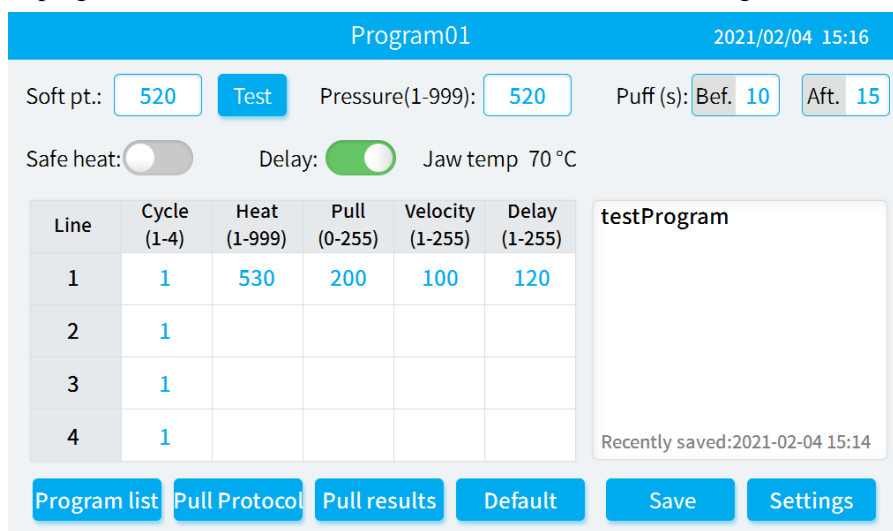 Program01 2021/02/04 15:16
Soft pt.: 520 Test Pressure(1-999): 520 Puff (s): Bef. 10 Aft. 15
Safe heat: Delay: Jaw temp 70 °C
Line Cycle (1-4) Heat (1-999) Pull (0-255) Velocity (1-255) Delay (1-255)
testProgram
1 1 530 200 100 120
2 1
3 1
4 1
Recently saved:2021-02-04 15:14
Program list Pull Protocol Pull results Default Save Settings